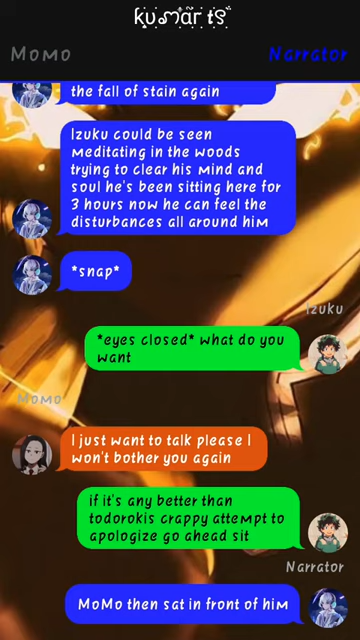 kumar ts
Momo
Narrator
the fall of stain again
Izuku could be seen
meditating in the woods
trying to clear his mind and
soul he's been sitting here for
3 hours now he can feel the
disturbances all around him
*snap*
Izuku
*eyes closed* what do you
want
Momo
I just want to talk please I
won't bother you again
if it's any better than
todorokis crappy attempt to
apologize go ahead sit
Narrator
MoMo then sat in front of him